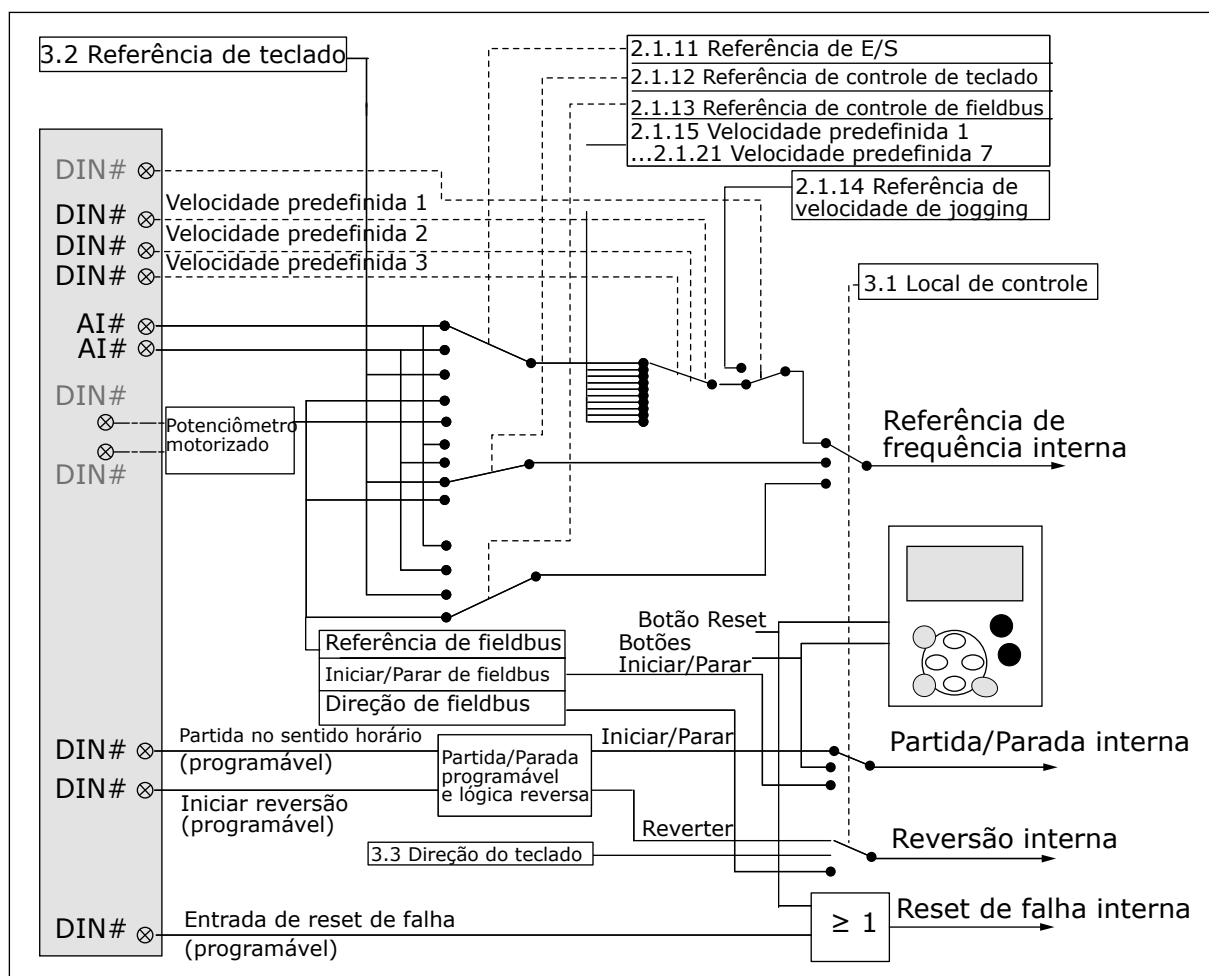 3.2 Referência de teclado
2.1.11 Referência de E/S
2.1.12 Referência de controle de teclado
2.1.13 Referência de controle de fieldbus
2.1.15 Velocidade predefinida 1
...2.1.21 Velocidade predefinida 7
2.1.14 Referência de
velocidade de jogging
3.1 Local de controle
DIN#
DIN#
Velocidade predefinida 1
DIN#
Velocidade predefinida 2
DIN#
Velocidade predefinida 3
AI#
AI#
DIN#
Potenciômetro
motorizado
DIN#
Referência de
frequência interna
Botão Reset
Botões
Iniciar/Parar
Referência de fieldbus
Iniciar/Parar de fieldbus
Direção de fieldbus
DIN#
Partida no sentido horário
(programável)
DIN#
Iniciar reversão
(programável)
Partida/Parada
programável
e lógica reversa
Iniciar/Parar
Partida/Parada interna
Reverter
3.3 Direção do teclado
Reversão interna
DIN#
Entrada de reset de falha
(programável)
≥ 1
Reset de falha interna